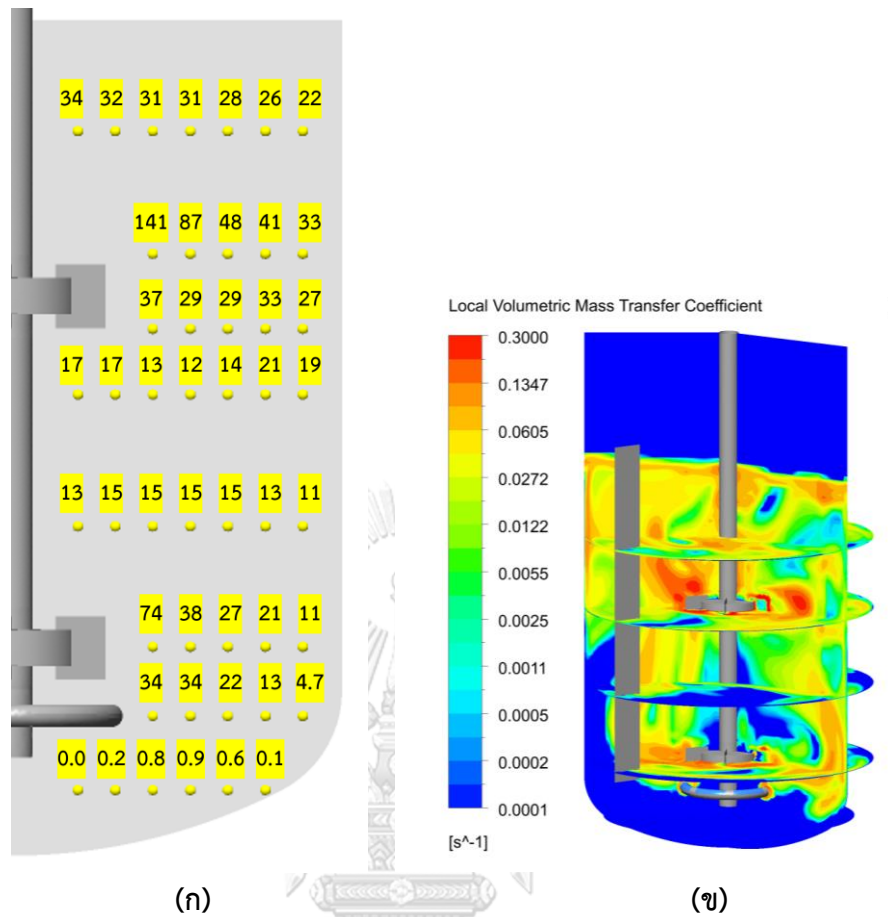 34 32 31 31 28 26 22
141 87 48 41 33
37 29 29 33 27
17 17 13 12 14 21 19
13 15 15 15 15 13 11
74 38 27 21 11
34 34 22 13 4.7
0.0 0.2 0.8 0.9 0.6 0.1
(ก)
Local Volumetric Mass Transfer Coefficient
0.3000
0.1347
0.0605
0.0272
0.0122
0.0055
0.0025
0.0011
0.0005
0.0002
0.0001
[s^-1]
(ข)